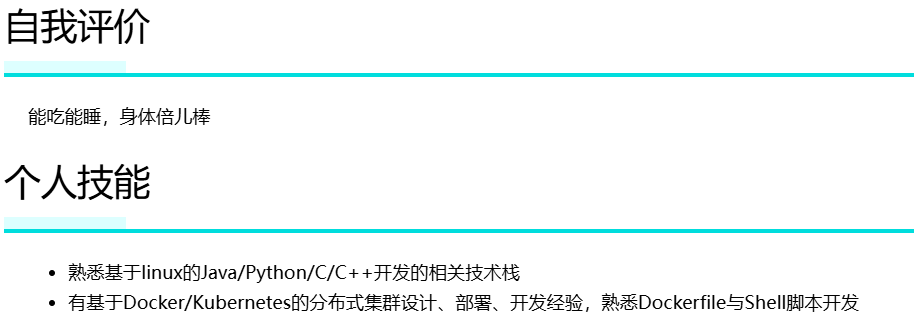 自我评价
能吃能睡，身体倍儿棒
个人技能
熟悉基于linux的Java/Python/C/C++开发的相关技术栈
有基于Docker/Kubernetes的分布式集群设计、部署、开发经验，熟悉Dockerfile与Shell脚本开发